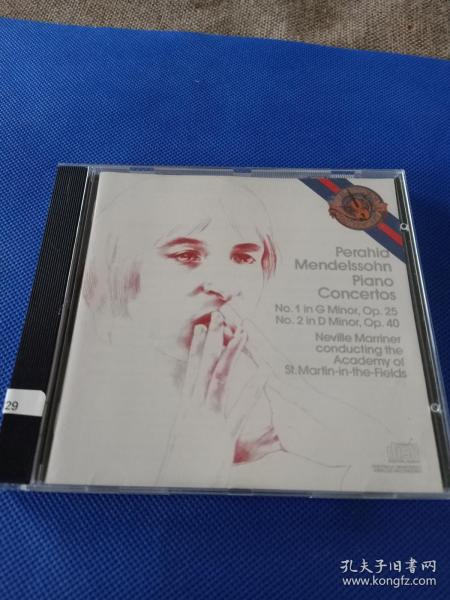 Perahia
Mendelssohn
Piano
Concertos
No. 1 in G Minor, Op. 25
No. 2 in D Minor, Op. 40
Neville Marriner
conducting the
Academy of
St. Martin-in-the-Fields
29
孔夫子旧书网
www.kongfz.com